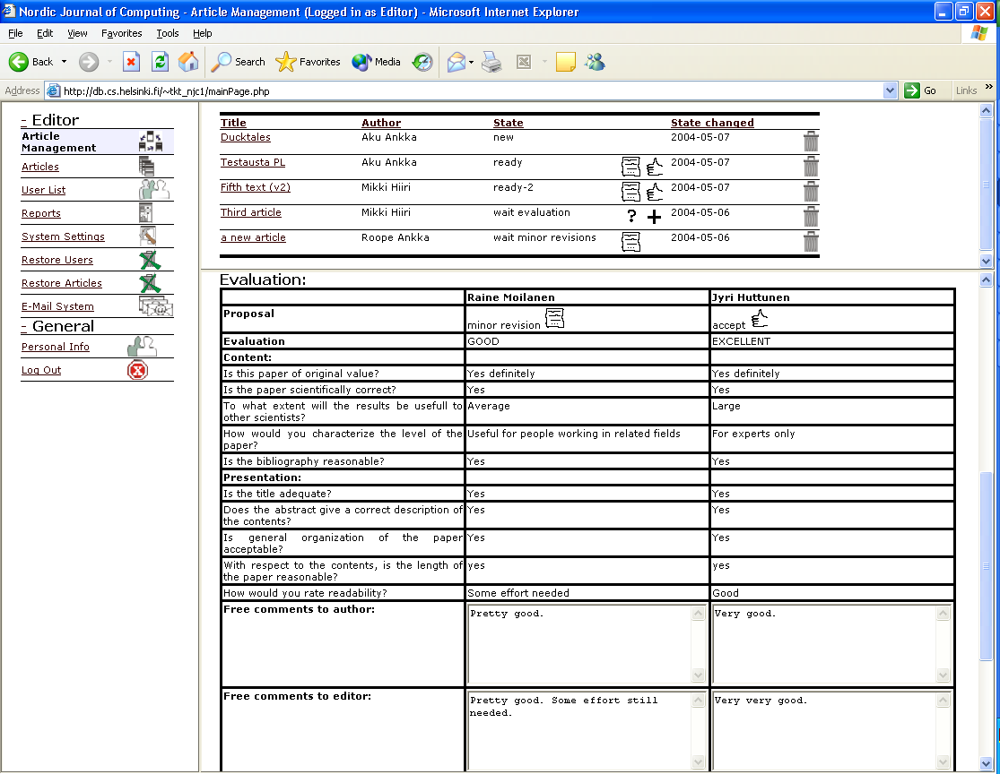 Nordic Journal of Computing - Article Management (Logged in as Editor) - Microsoft Internet Explorer
File Edit View Favorites Tools Help
Back Search Favorites Media
Address http://db.cs.helsinki.fi/~tkt_njc1/mainPage.php Go Links »
- Editor
Article
Management
Articles
User List
Reports
System Settings
Restore Users
Restore Articles
E-Mail System
- General
Personal Info
Log Out
Title Author State State changed
Ducktales Aku Ankka new 2004-05-07
Testausta PL Aku Ankka ready 2004-05-07
Fifth text (v2) Mikki Hiiri ready-2 2004-05-07
Third article Mikki Hiiri wait evaluation ? + 2004-05-06
a new article Roope Ankka wait minor revisions 2004-05-06
Evaluation:
Raine Moilanen Jyri Huttunen
Proposal minor revision accept
Evaluation GOOD EXCELLENT
Content:
Is this paper of original value? Yes definitely Yes definitely
Is the paper scientifically correct? Yes Yes
To what extent will the results be usefull to Average Large
other scientists?
How would you characterize the level of the Useful for people working in related fields For experts only
paper?
Is the bibliography reasonable? Yes Yes
Presentation:
Is the title adequate? Yes Yes
Does the abstract give a correct description of Yes Yes
the contents?
Is general organization of the paper Yes Yes
acceptable?
With respect to the contents, is the length of yes yes
the paper reasonable?
How would you rate readability? Some effort needed Good
Free comments to author: Pretty good. Very good.
Free comments to editor: Pretty good. Some effort still Very very good.
needed.